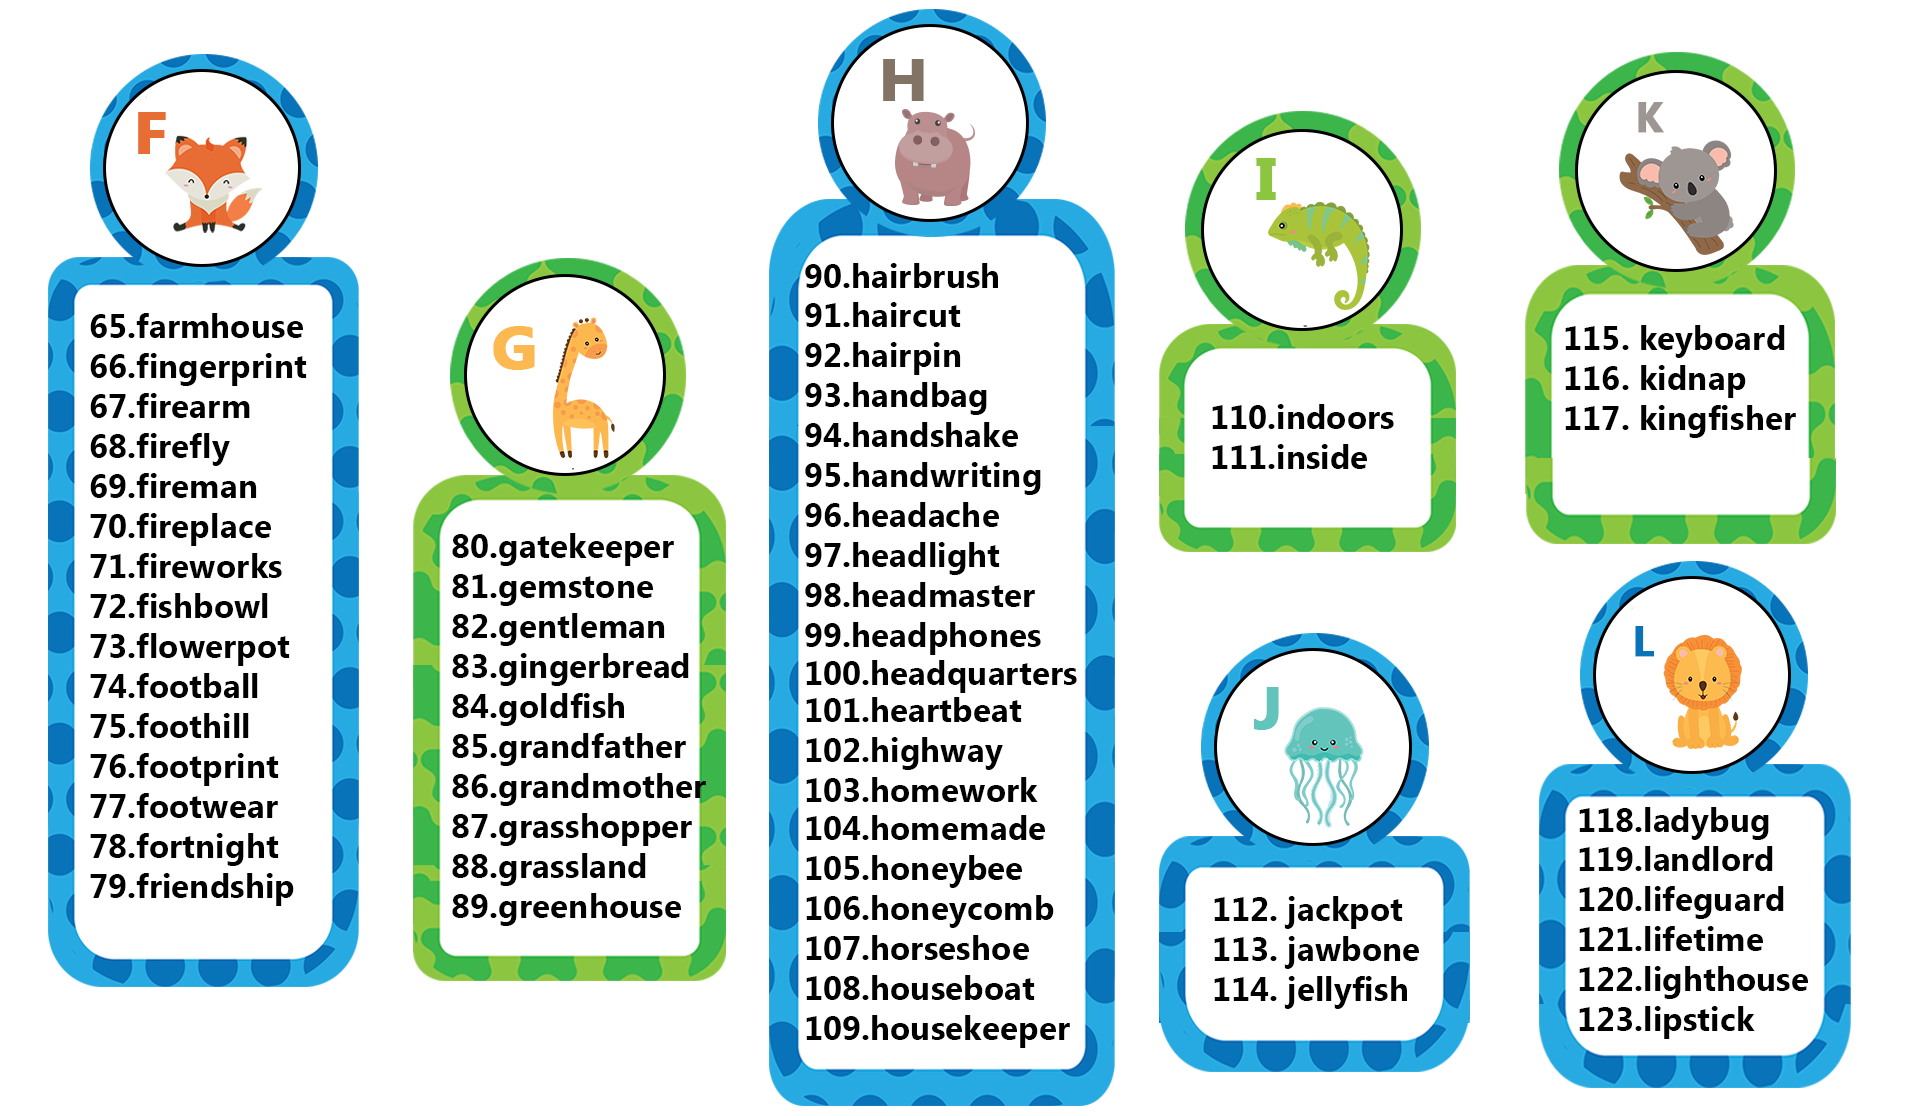 F
65.farmhouse
66.fingerprint
67.firearm
68.firefly
69.fireman
70.fireplace
71.fireworks
72.fishbowl
73.flowerpot
74.football
75.foothill
76.footprint
77.footwear
78.fortnight
79.friendship
G
80.gatekeeper
81.gemstone
82.gentleman
83.gingerbread
84.goldfish
85.grandfather
86.grandmother
87.grasshopper
88.grassland
89.greenhouse
H
90.hairbrush
91.haircut
92.hairpin
93.handbag
94.handshake
95.handwriting
96.headache
97.headlight
98.headmaster
99.headphones
100.headquarters
101.heartbeat
102.highway
103.homework
104.homemade
105.honeybee
106.honeycomb
107.horseshoe
108.houseboat
109.housekeeper
I
110.indoors
111.inside
J
112. jackpot
113. jawbone
114. jellyfish
K
115. keyboard
116. kidnap
117. kingfisher
L
118.ladybug
119.landlord
120.lifeguard
121.lifetime
122.lighthouse
123.lipstick